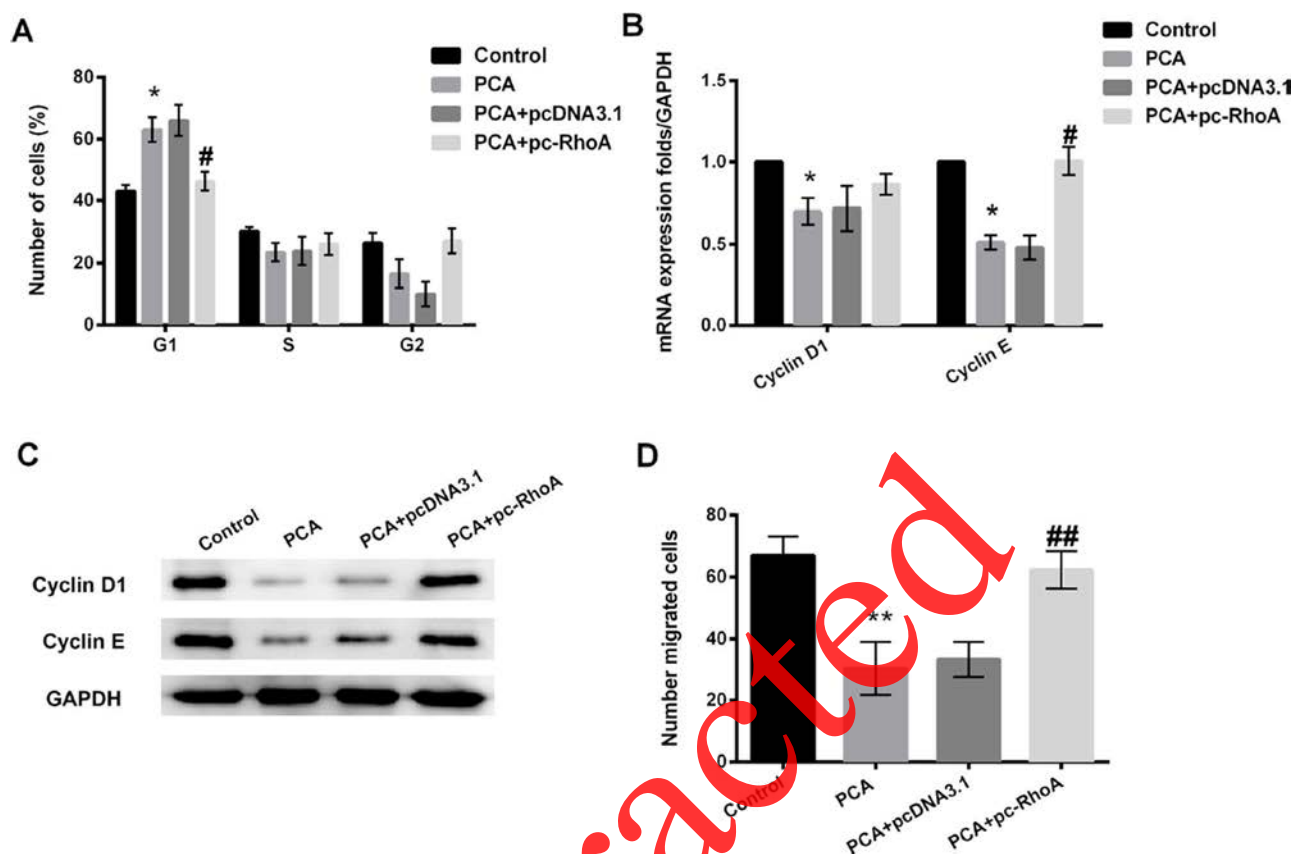 A
Control
PCA
PCA+pcDNA3.1
PCA+pc-RhoA
Number of cells (%)
80
60
40
20
0
*
#
G1
S
G2
B
Control
PCA
PCA+pcDNA3.1
PCA+pc-RhoA
mRNA expression folds/GAPDH
1.5
1.0
0.5
0.0
*
*
#
Cyclin D1
Cyclin E
C
Control
PCA
PCA+pcDNA3.1
PCA+pc-RhoA
Cyclin D1
Cyclin E
GAPDH
D
Number migrated cells
80
60
40
20
0
**
##
Control
PCA
PCA+pcDNA3.1
PCA+pc-RhoA
acted